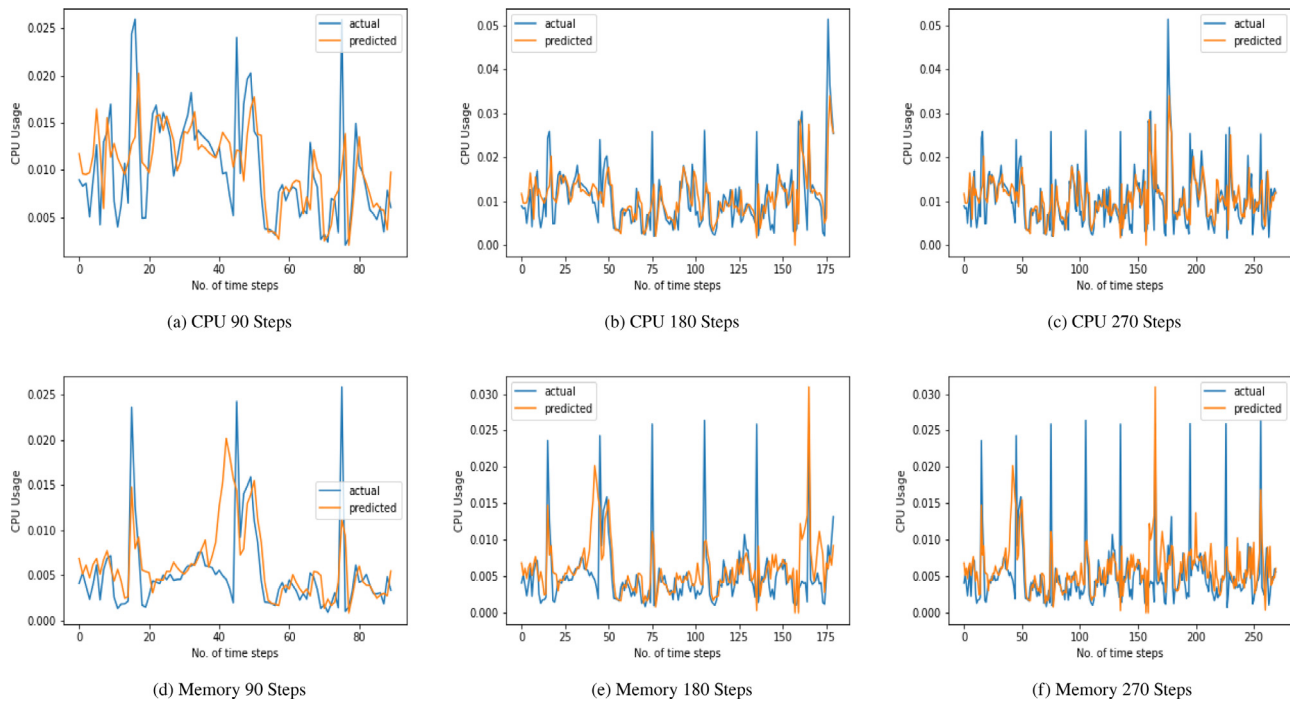 actual
predicted
0.025
0.020
0.015
0.010
0.005
CPU Usage
0 20 40 60 80
No. of time steps
(a) CPU 90 Steps
actual
predicted
0.05
0.04
0.03
0.02
0.01
0.00
CPU Usage
0 25 50 75 100 125 150 175
No. of time steps
(b) CPU 180 Steps
actual
predicted
0.05
0.04
0.03
0.02
0.01
0.00
CPU Usage
0 50 100 150 200 250
No. of time steps
(c) CPU 270 Steps
actual
predicted
0.025
0.020
0.015
0.010
0.005
0.000
CPU Usage
0 20 40 60 80
No. of time steps
(d) Memory 90 Steps
actual
predicted
0.030
0.025
0.020
0.015
0.010
0.005
0.000
CPU Usage
0 25 50 75 100 125 150 175
No. of time steps
(e) Memory 180 Steps
actual
predicted
0.030
0.025
0.020
0.015
0.010
0.005
0.000
CPU Usage
0 50 100 150 200 250
No. of time steps
(f) Memory 270 Steps